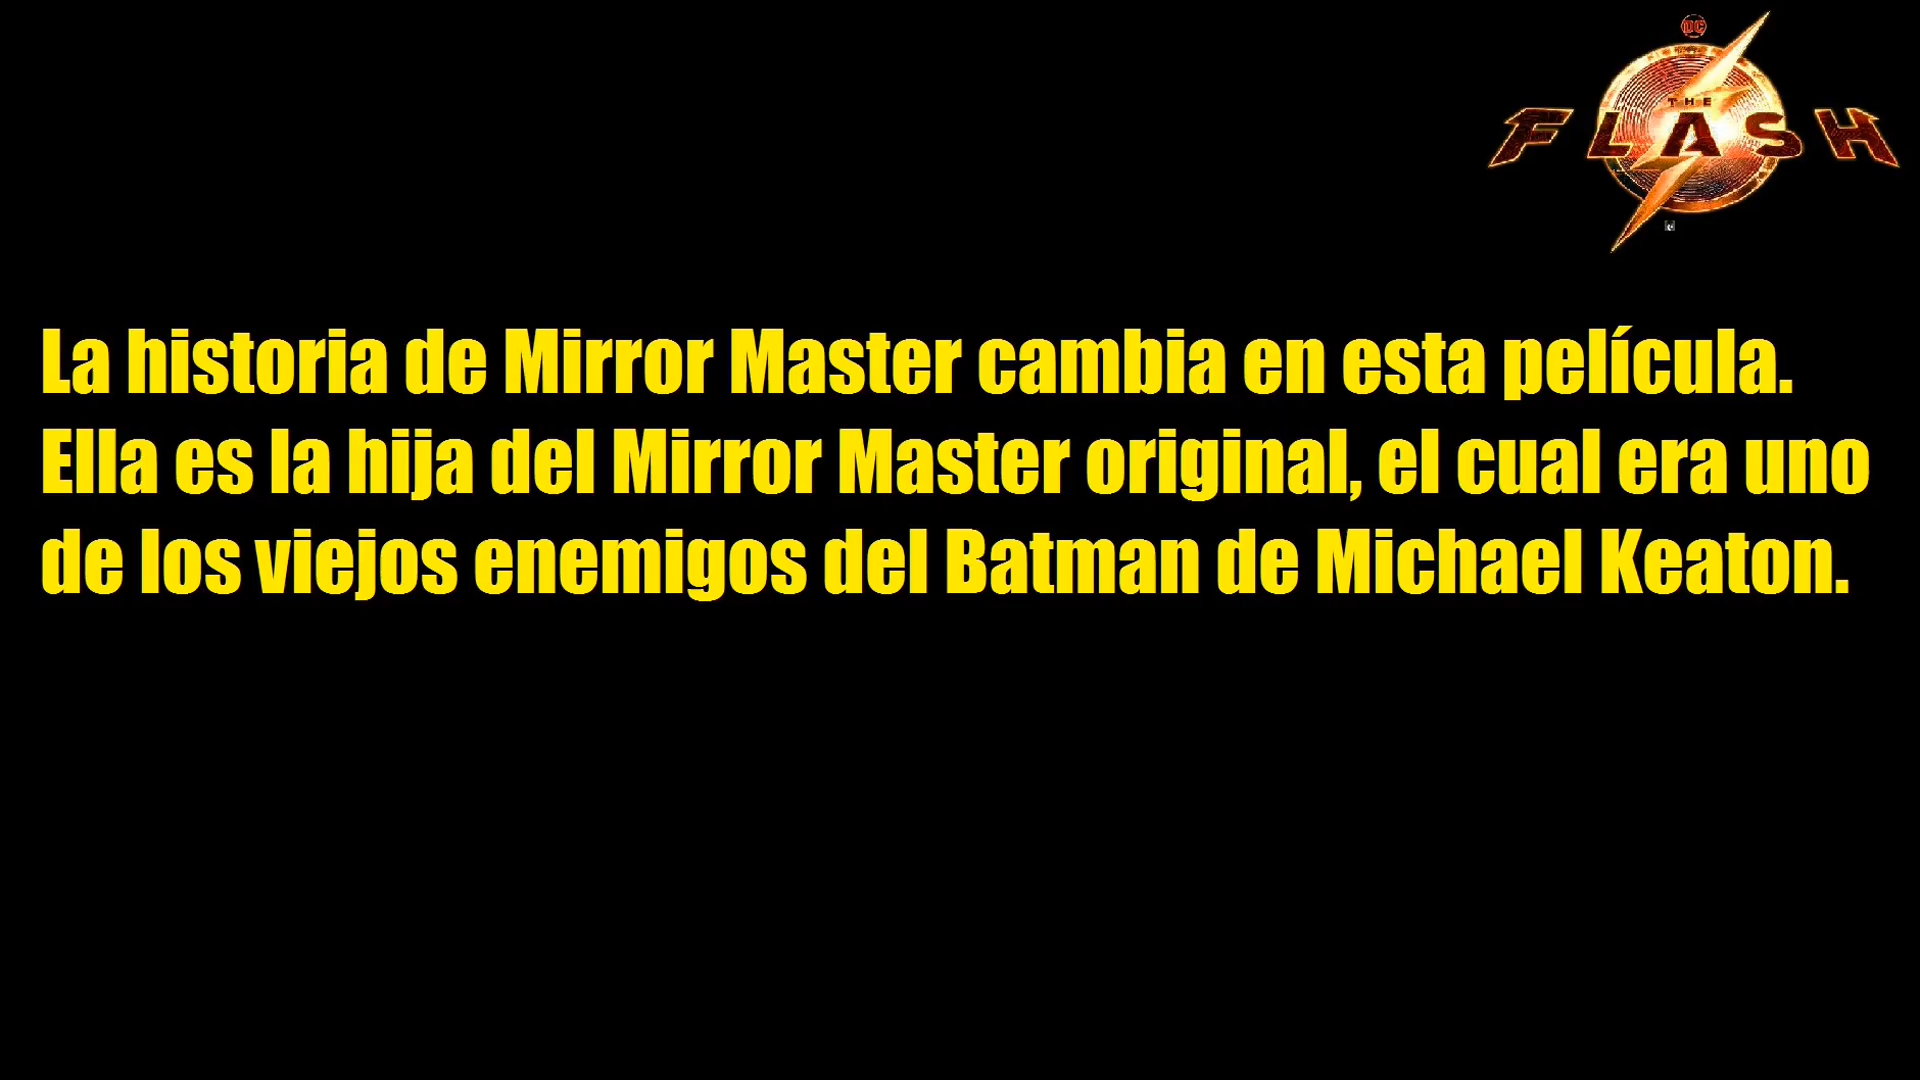 DC
THE
FLASH
La historia de Mirror Master cambia en esta película.
Ella es la hija del Mirror Master original, el cual era uno
de los viejos enemigos del Batman de Michael Keaton.